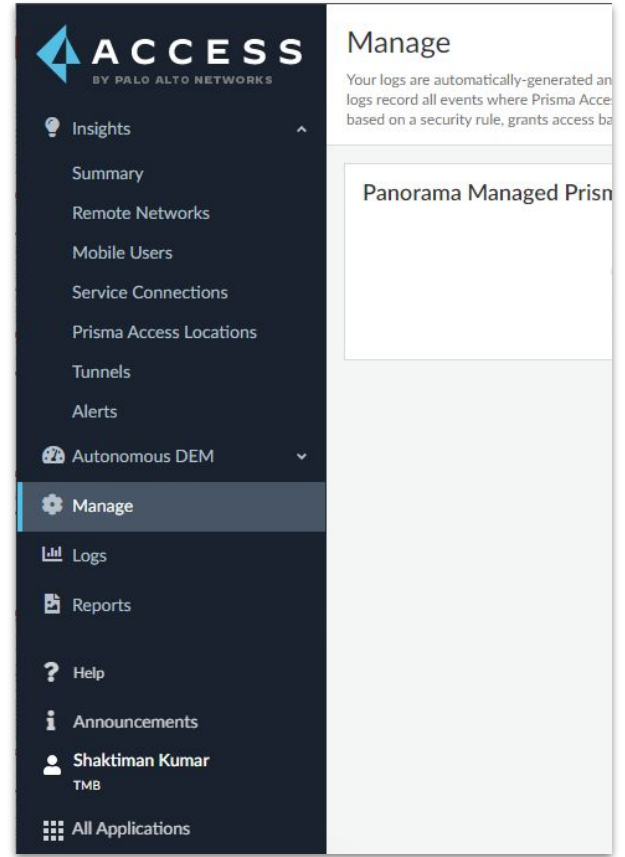 ACCESS
BY PALO ALTO NETWORKS
Insights
Summary
Remote Networks
Mobile Users
Service Connections
Prisma Access Locations
Tunnels
Alerts
Autonomous DEM
Manage
Logs
Reports
Help
Announcements
Shaktiman Kumar
TMB
All Applications
Manage
Your logs are automatically-generated an
logs record all events where Prisma Acce
based on a security rule, grants access ba
Panorama Managed Prism